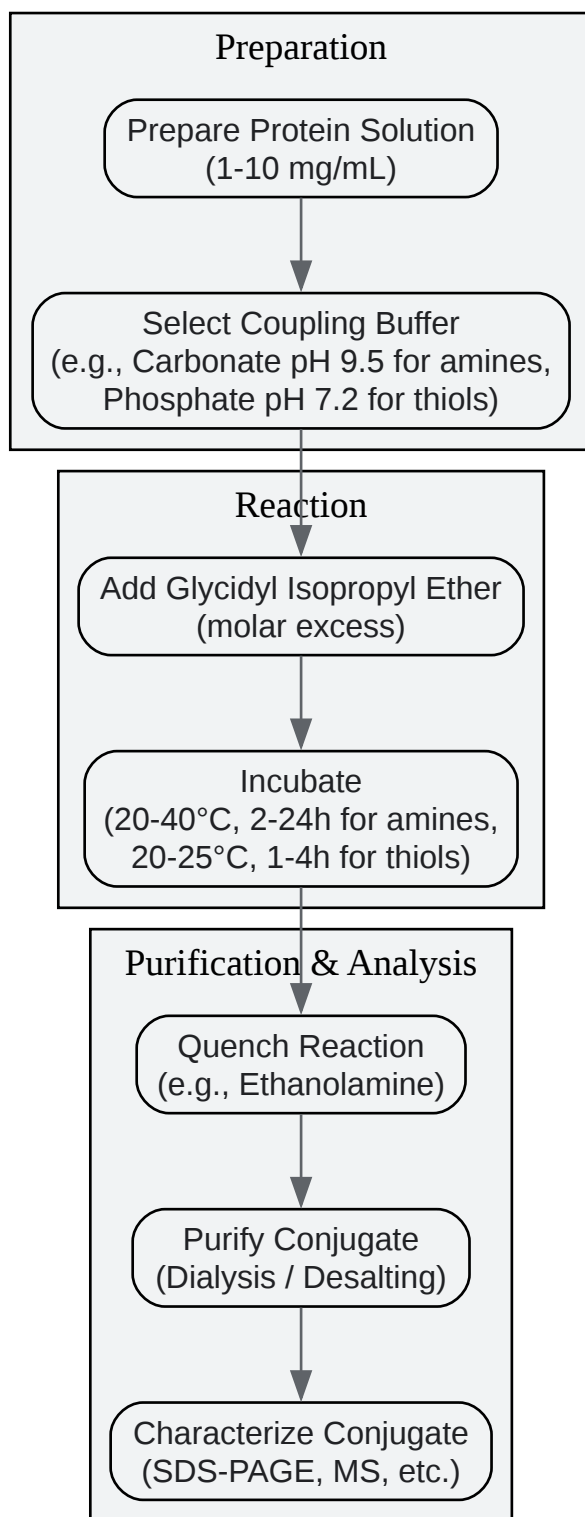 Preparation
Prepare Protein Solution
(1-10 mg/mL)
Select Coupling Buffer
(e.g., Carbonate pH 9.5 for amines,
Phosphate pH 7.2 for thiols)
Reaction
Add Glycidyl Isopropyl Ether
(molar excess)
Incubate
(20-40°C, 2-24h for amines,
20-25°C, 1-4h for thiols)
Purification & Analysis
Quench Reaction
(e.g., Ethanolamine)
Purify Conjugate
(Dialysis / Desalting)
Characterize Conjugate
(SDS-PAGE, MS, etc.)